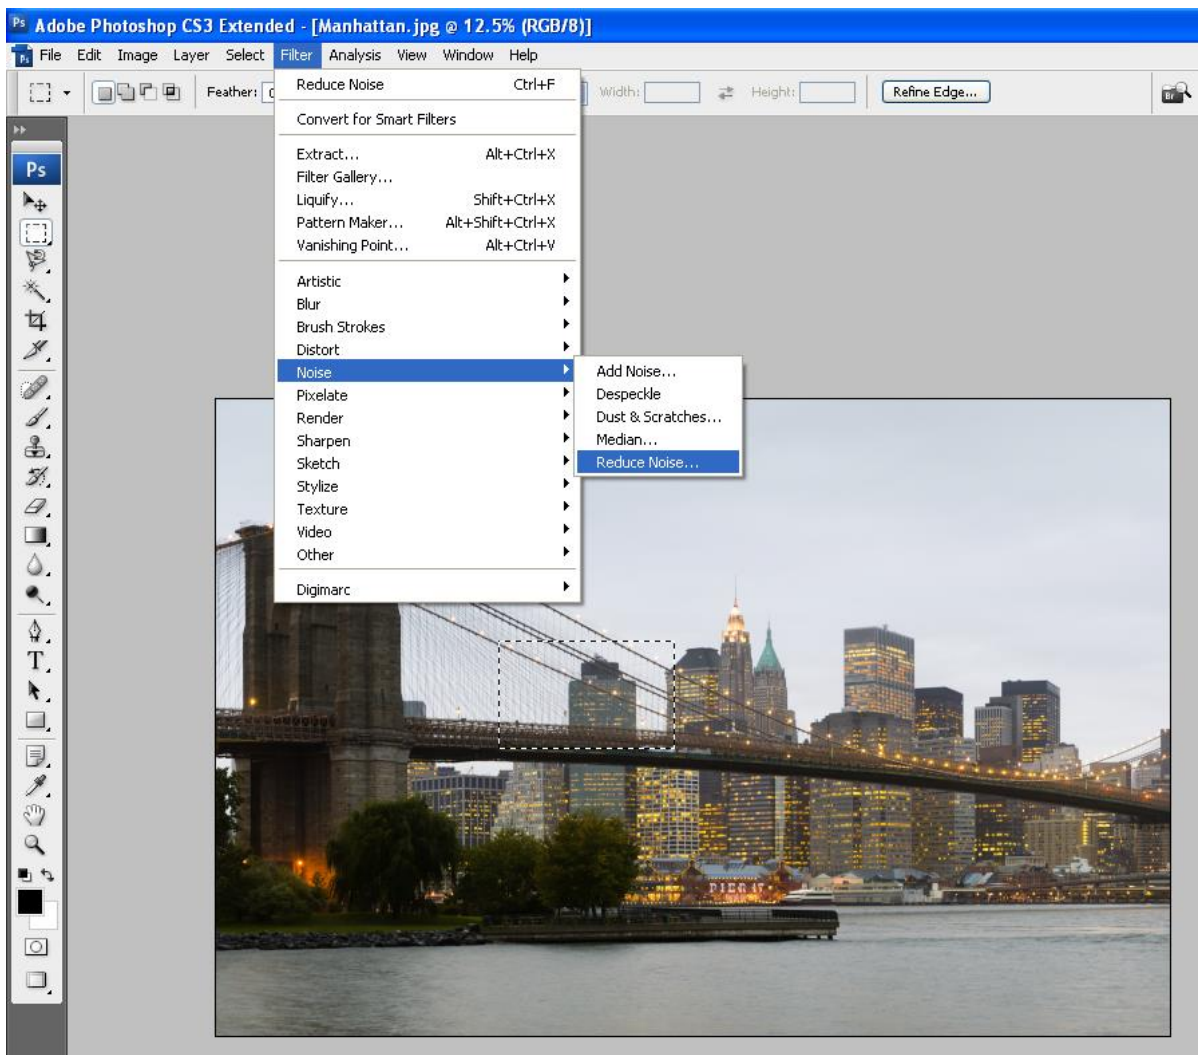 Ps Adobe Photoshop CS3 Extended - [Manhattan.jpg @ 12.5% (RGB/8)]
Ps File Edit Image Layer Select Filter Analysis View Window Help
Feather: Width: Height: Refine Edge... Br
Reduce Noise Ctrl+F
Convert for Smart Filters
Ps
Extract... Alt+Ctrl+X
Filter Gallery...
Liquify... Shift+Ctrl+X
Pattern Maker... Alt+Shift+Ctrl+X
Vanishing Point... Alt+Ctrl+V
Artistic
Blur
Brush Strokes
Distort
Noise
Pixelate
Render
Sharpen
Sketch
Stylize
Texture
Video
Other
Digimarc
Add Noise...
Despeckle
Dust & Scratches...
Median...
Reduce Noise...
T
PIER 17